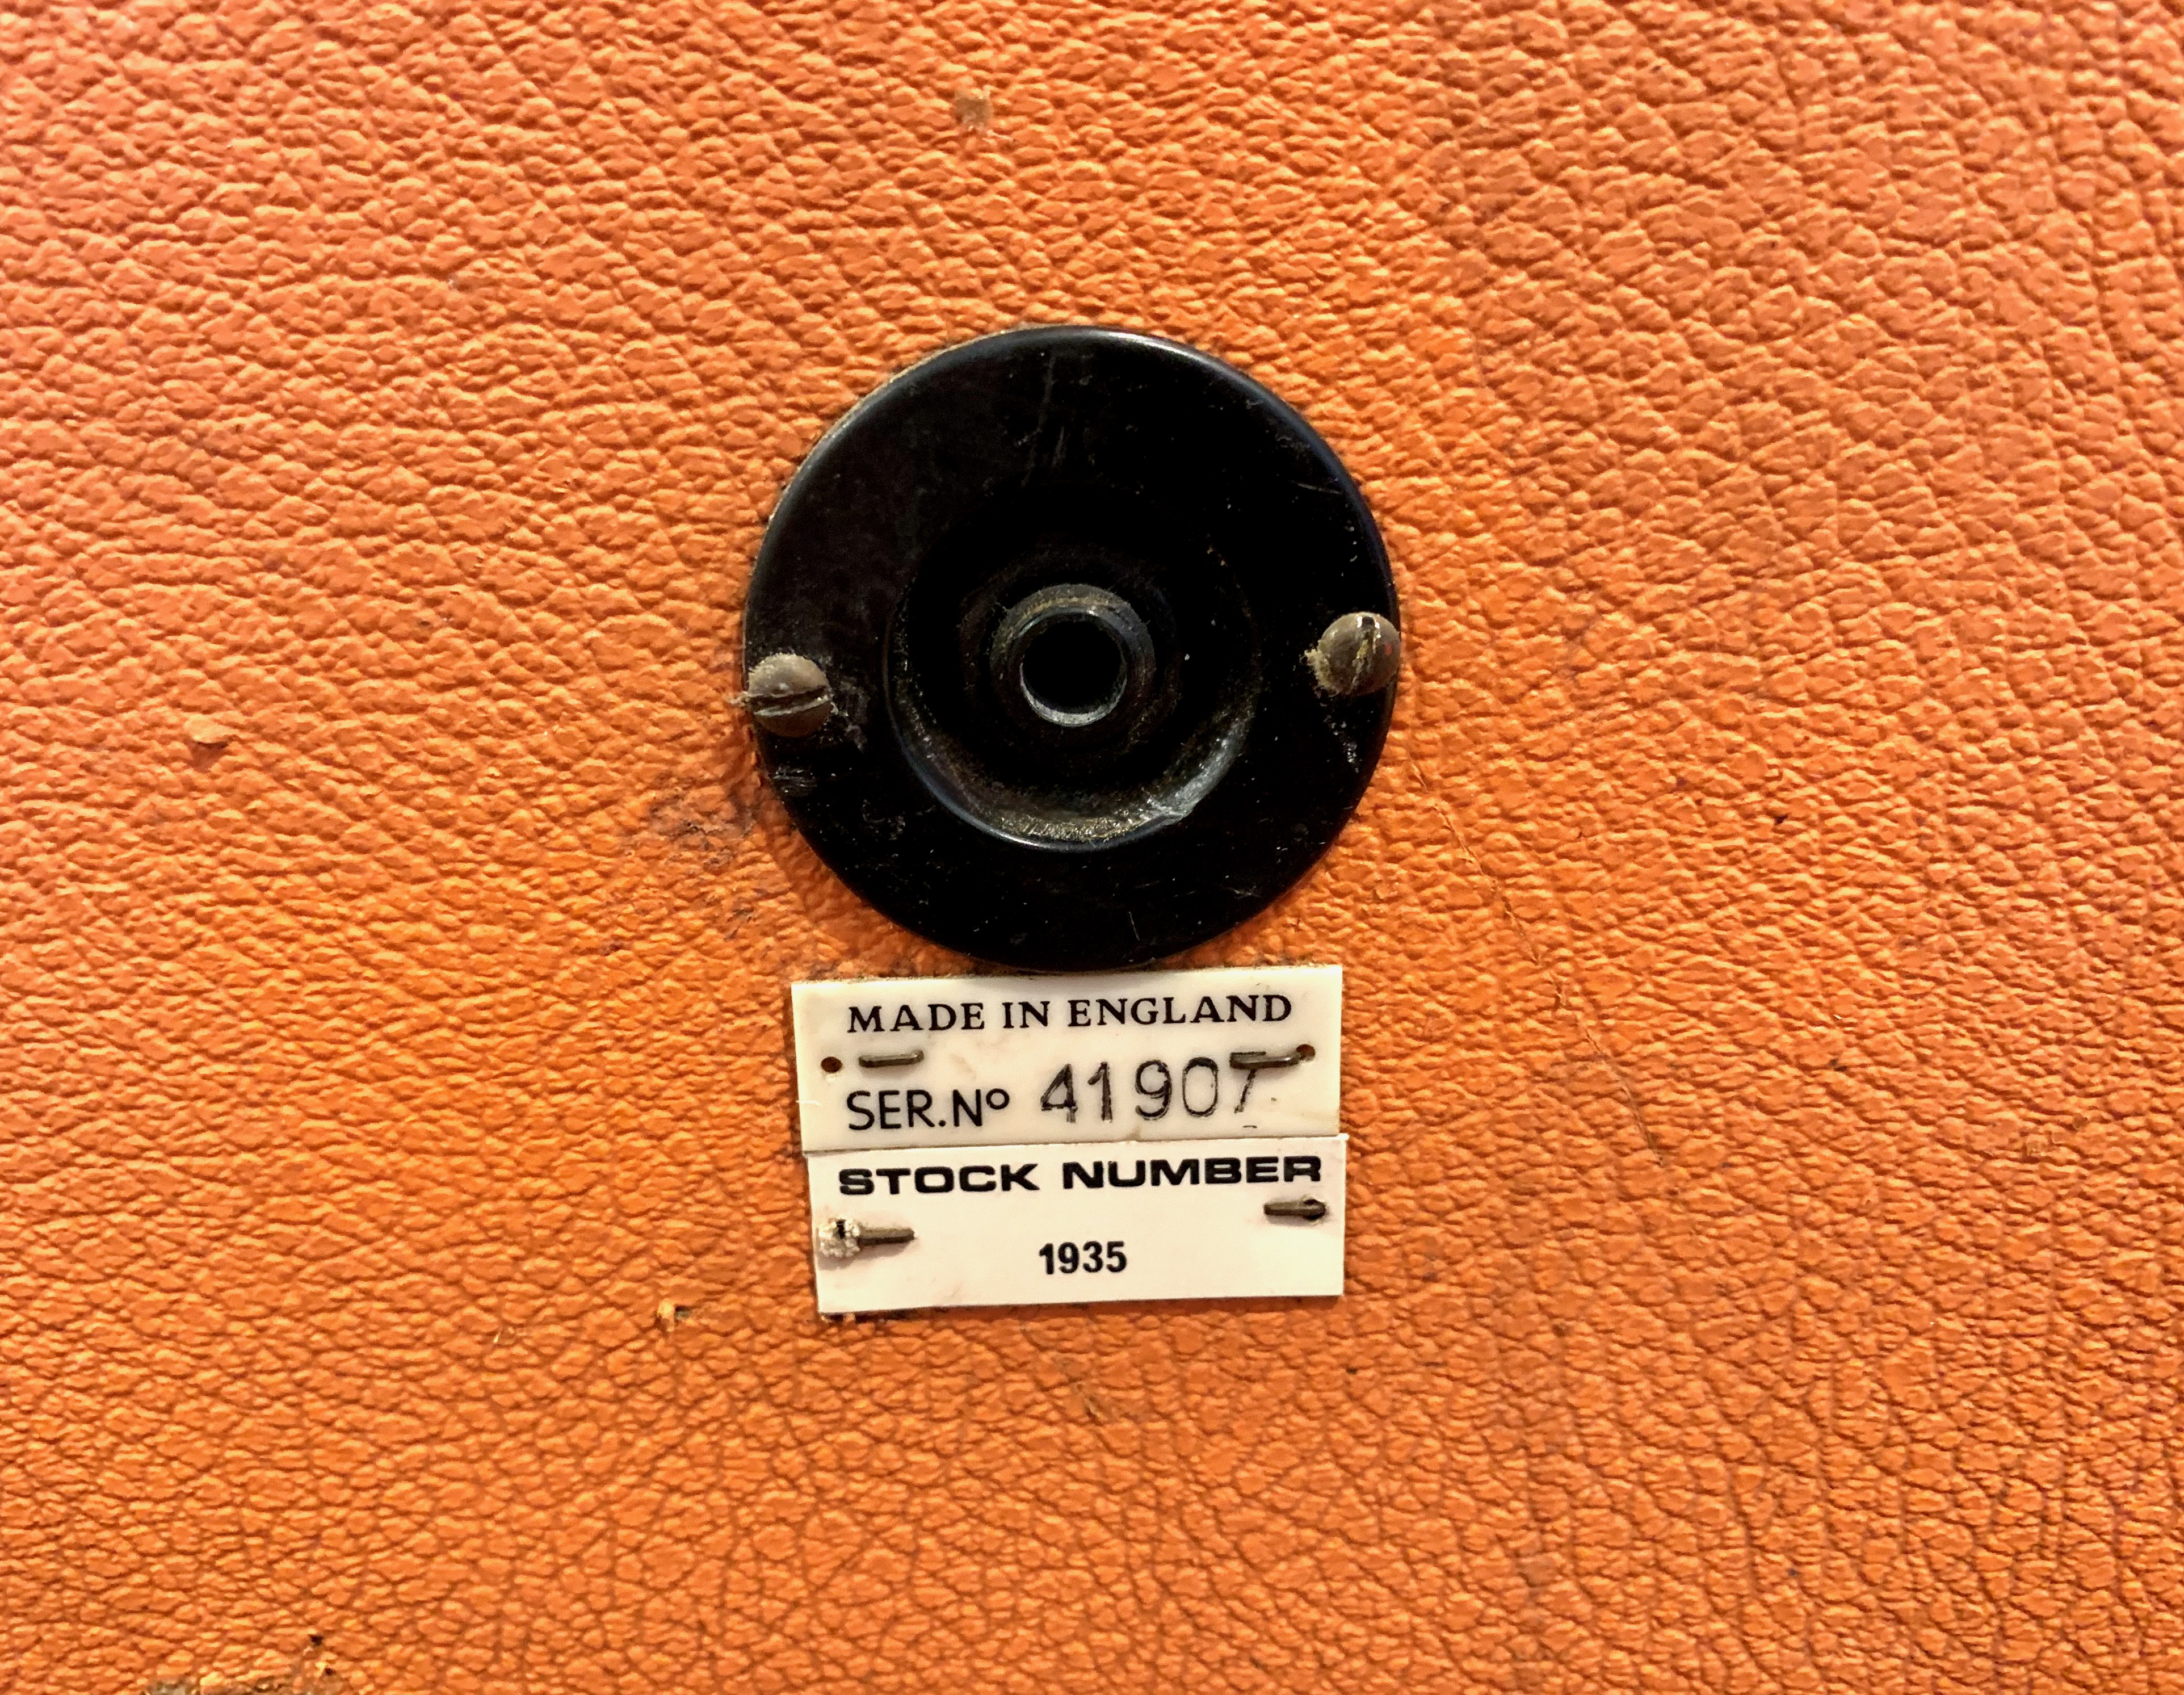 MADE IN ENGLAND
SER.Nº 41907
STOCK NUMBER
1935